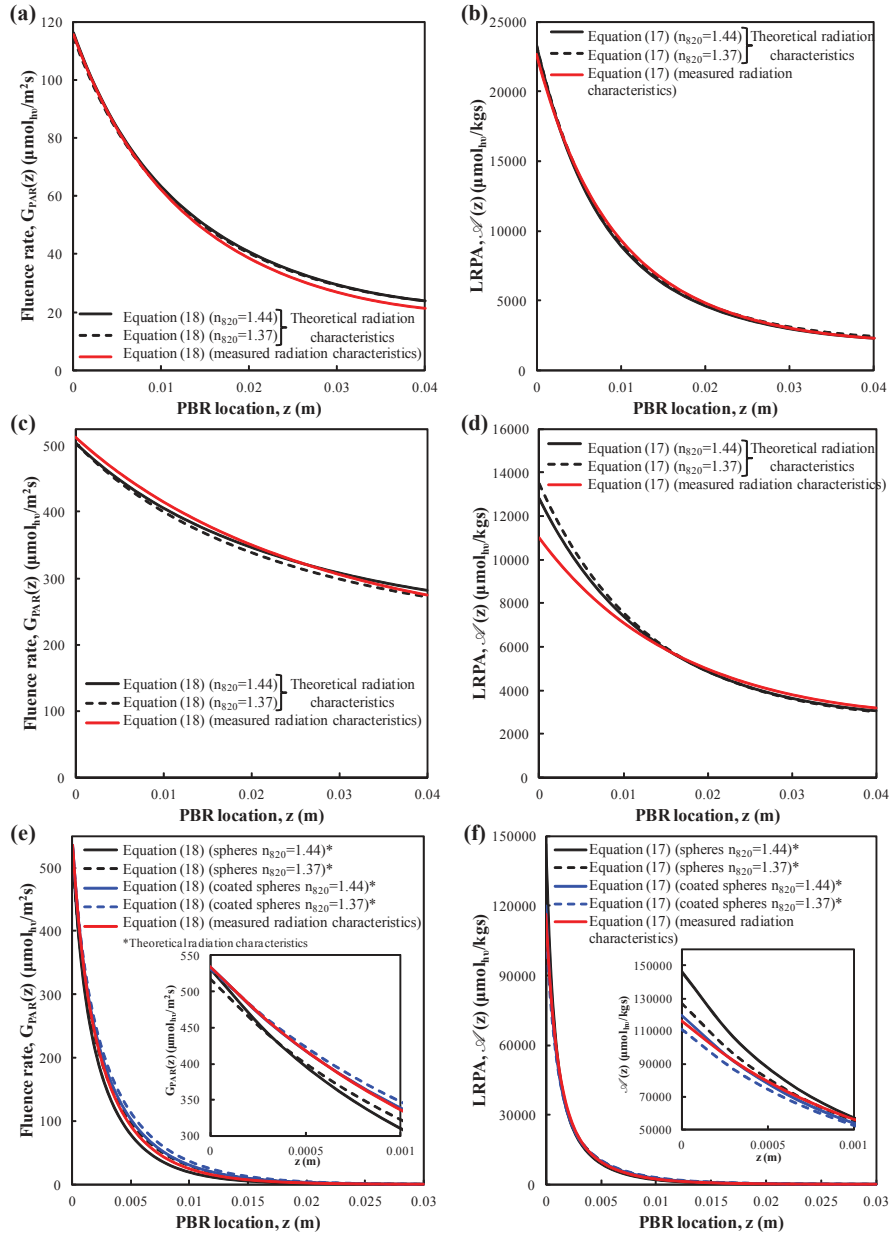 (a)
120
100
80
60
40
20
0
Fluence rate, G_PAR(z) (µmol_hν/m²s)
Equation (18) (n₈₂₀=1.44)
Equation (18) (n₈₂₀=1.37)
Theoretical radiation
characteristics
Equation (18) (measured radiation characteristics)
0
0.01
0.02
0.03
0.04
PBR location, z (m)
(b)
25000
20000
15000
10000
5000
0
LRPA, 𝒜(z) (µmol_hν/kgs)
Equation (17) (n₈₂₀=1.44)
Equation (17) (n₈₂₀=1.37)
Theoretical radiation
characteristics
Equation (17) (measured radiation
characteristics)
0
0.01
0.02
0.03
0.04
PBR location, z (m)
(c)
500
400
300
200
100
0
Fluence rate, G_PAR(z) (µmol_hν/m²s)
Equation (18) (n₈₂₀=1.44)
Equation (18) (n₈₂₀=1.37)
Theoretical radiation
characteristics
Equation (18) (measured radiation characteristics)
0
0.01
0.02
0.03
0.04
PBR location, z (m)
(d)
16000
14000
12000
10000
8000
6000
4000
2000
0
LRPA, 𝒜(z) (µmol_hν/kgs)
Equation (17) (n₈₂₀=1.44)
Equation (17) (n₈₂₀=1.37)
Theoretical radiation
characteristics
Equation (17) (measured radiation characteristics)
0
0.01
0.02
0.03
0.04
PBR location, z (m)
(e)
500
400
300
200
100
0
Fluence rate, G_PAR(z) (µmol_hν/m²s)
Equation (18) (spheres n₈₂₀=1.44)*
Equation (18) (spheres n₈₂₀=1.37)*
Equation (18) (coated spheres n₈₂₀=1.44)*
Equation (18) (coated spheres n₈₂₀=1.37)*
Equation (18) (measured radiation characteristics)
*Theoretical radiation characteristics
550
500
450
400
350
300
G_PAR(z) (µmol_hν/m²s)
0
0.0005
0.001
z (m)
0
0.005
0.01
0.015
0.02
0.025
0.03
PBR location, z (m)
(f)
150000
120000
90000
60000
30000
0
LRPA, 𝒜(z) (µmol_hν/kgs)
Equation (17) (spheres n₈₂₀=1.44)*
Equation (17) (spheres n₈₂₀=1.37)*
Equation (17) (coated spheres n₈₂₀=1.44)*
Equation (17) (coated spheres n₈₂₀=1.37)*
Equation (17) (measured radiation
characteristics)
150000
130000
110000
90000
70000
50000
𝒜(z) (µmol_hν/kgs)
0
0.0005
0.001
z (m)
0
0.005
0.01
0.015
0.02
0.025
0.03
PBR location, z (m)